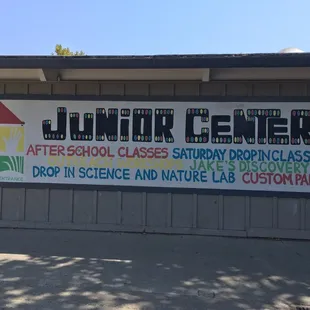 JUNIOR CENTER
AFTER SCHOOL CLASSES SATURDAY DROP IN CLASS
JAKE'S DISCOVERY
DROP IN SCIENCE AND NATURE LAB CUSTOM PA